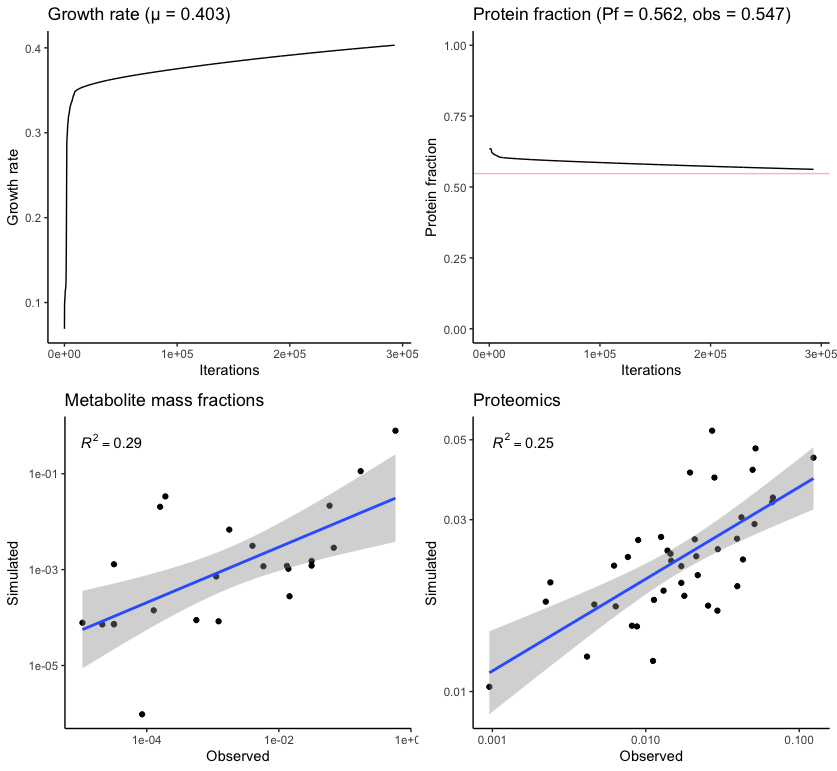 Growth rate (μ = 0.403)
0.4
0.3
0.2
0.1
Growth rate
0e+00 1e+05 2e+05 3e+05
Iterations
Protein fraction (Pf = 0.562, obs = 0.547)
1.00
0.75
0.50
0.25
0.00
Protein fraction
0e+00 1e+05 2e+05 3e+05
Iterations
Metabolite mass fractions
R² = 0.29
1e-01
1e-03
1e-05
Simulated
1e-04 1e-02
Observed
Proteomics
R² = 0.25
0.05
0.03
0.01
Simulated
0.001 0.010 0.100
Observed